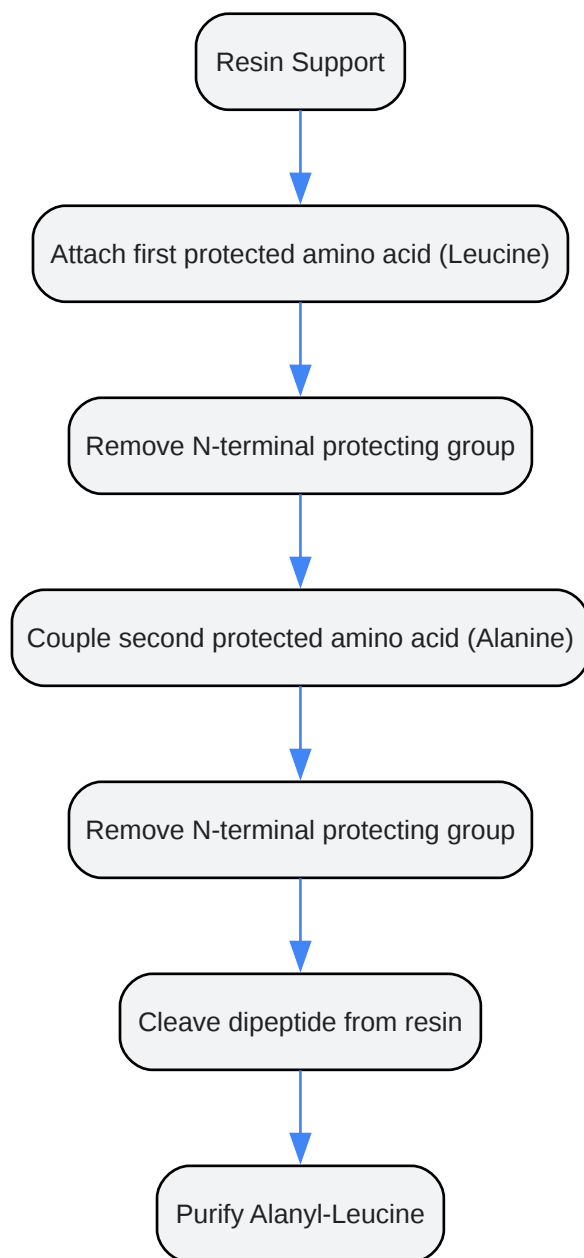 Resin Support
Attach first protected amino acid (Leucine)
Remove N-terminal protecting group
Couple second protected amino acid (Alanine)
Remove N-terminal protecting group
Cleave dipeptide from resin
Purify Alanyl-Leucine